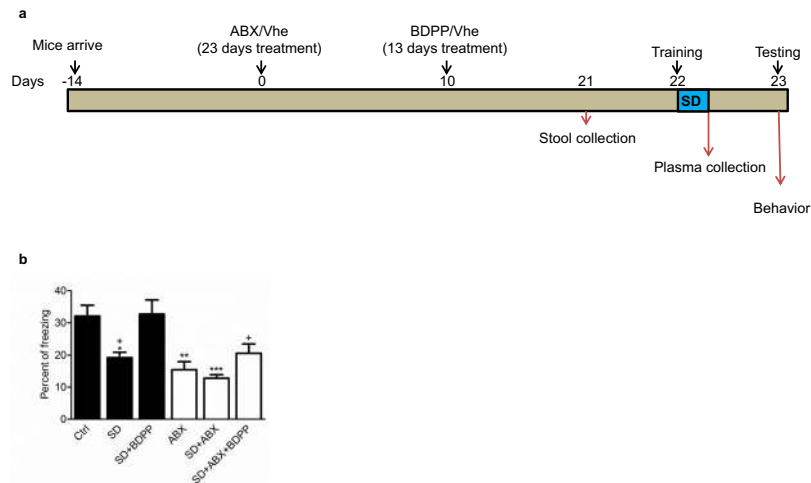 a
Mice arrive
ABX/Vhe
(23 days treatment)
BDPP/Vhe
(13 days treatment)
Training
Testing
Days
-14
0
10
21
22
23
SD
Stool collection
Plasma collection
Behavior
b
Percent of freezing
40
30
20
10
0
+
*
**
***
+
Ctrl
SD
SD+BDPP
ABX
SD+ABX
SD+ABX+BDPP